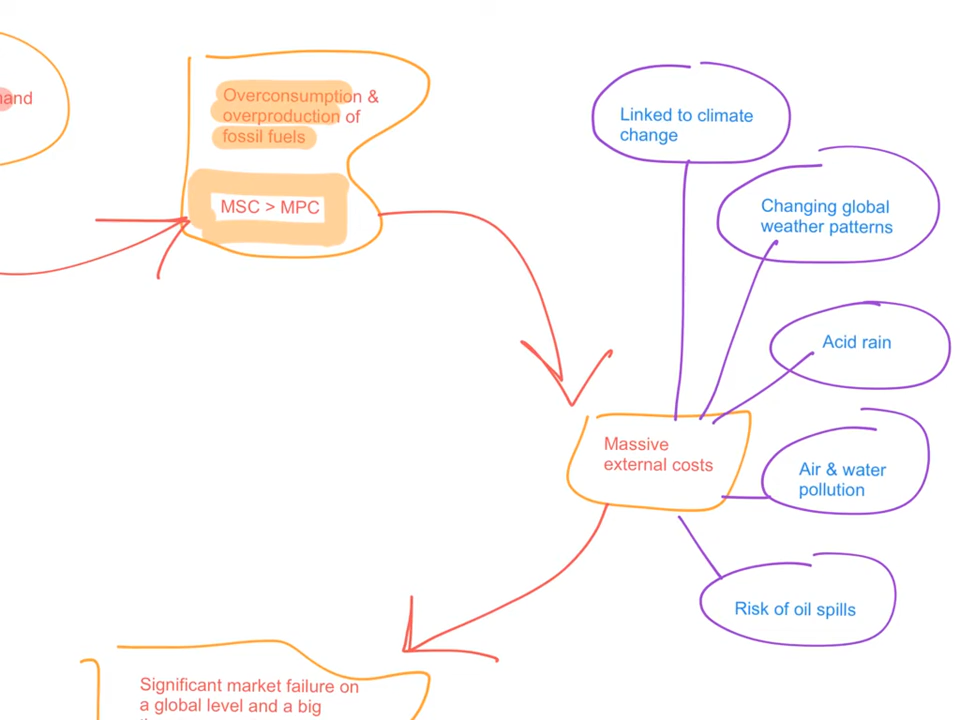 Overconsumption &
overproduction of
fossil fuels
MSC > MPC
Linked to climate
change
Changing global
weather patterns
Acid rain
Massive
external costs
Air & water
pollution
Risk of oil spills
Significant market failure on
a global level and a big